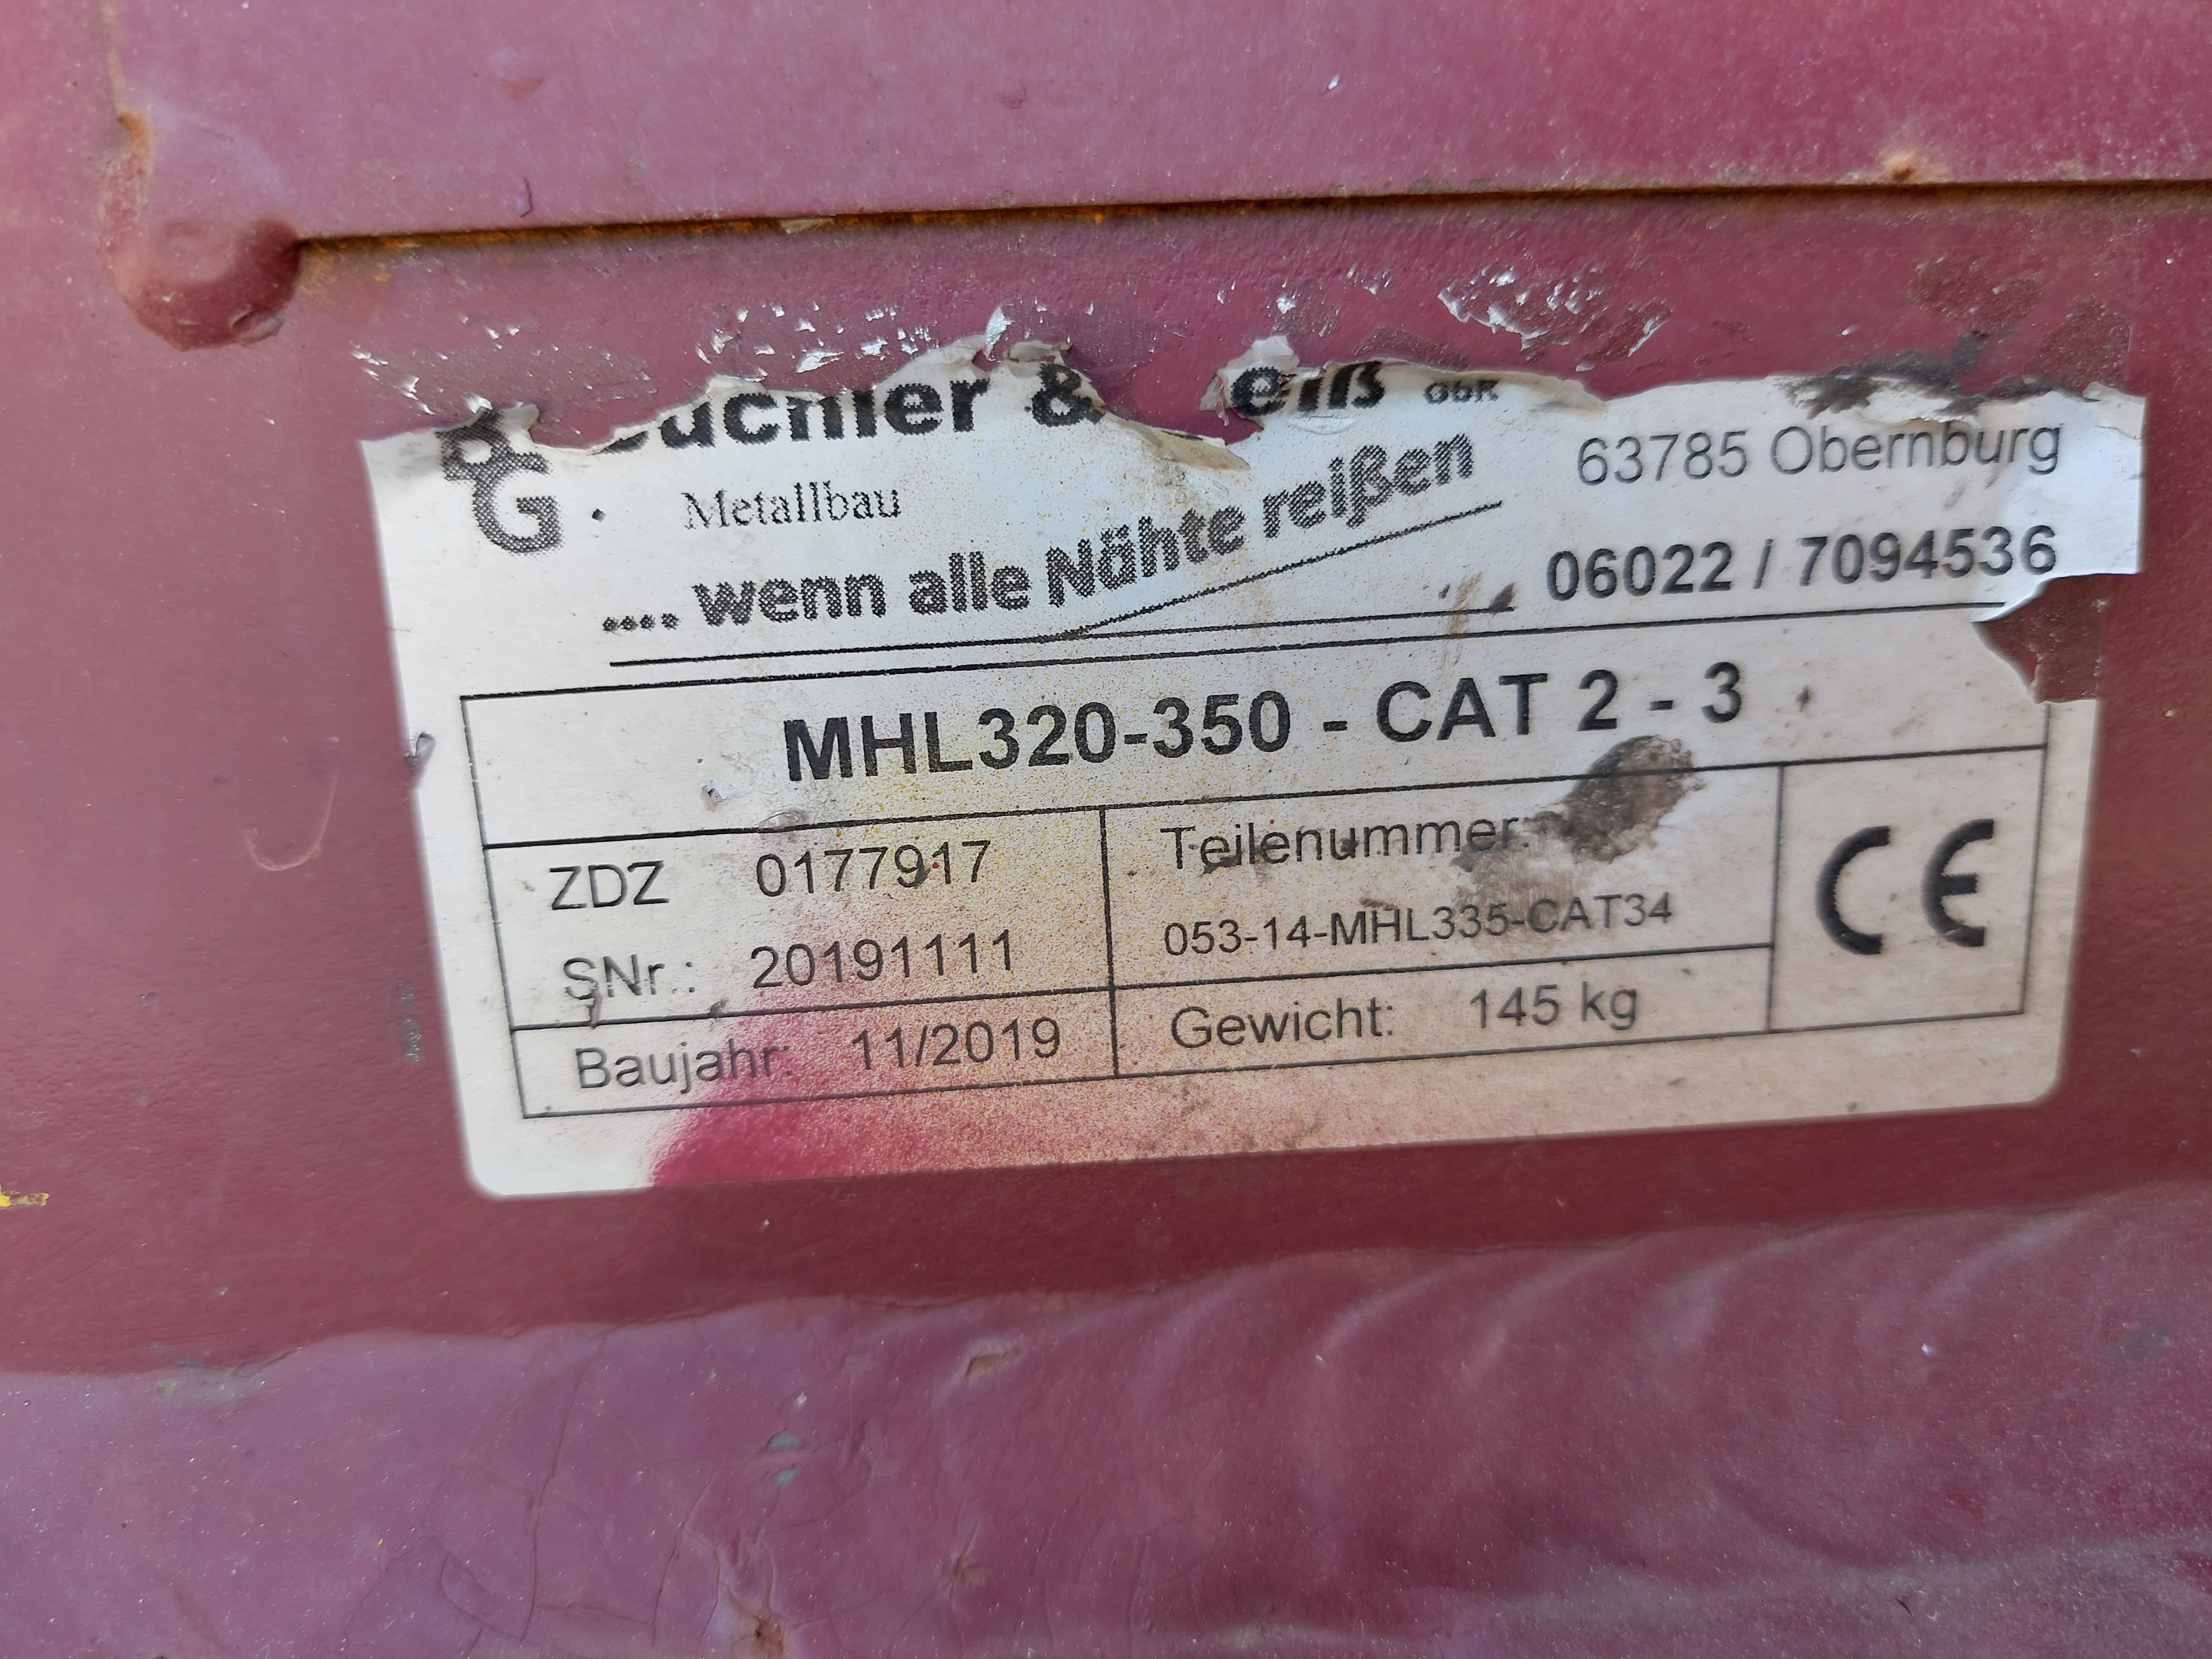 & GbR
G
Metallbau
63785 Obernburg
.... wenn alle Nähte reißen
06022 / 7094536
MHL320-350 - CAT 2 - 3
ZDZ 0177917
Teilenummer:
053-14-MHL335-CAT34
SNr.: 20191111
Baujahr: 11/2019
Gewicht: 145 kg
CE